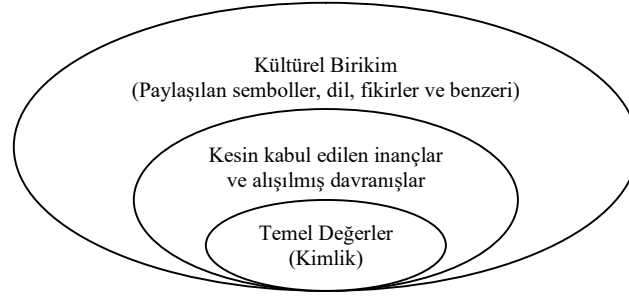 Kültürel Birikim
(Paylaşılan semboller, dil, fikirler ve benzeri)
Kesin kabul edilen inançlar
ve alışılmış davranışlar
Temel Değerler
(Kimlik)